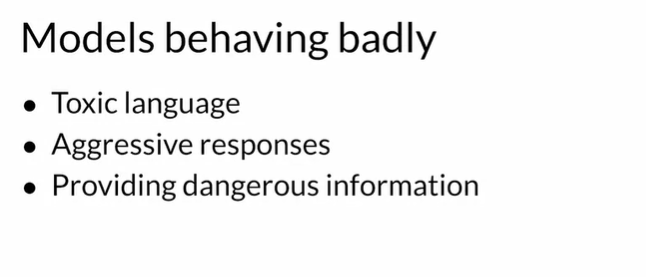 Models behaving badly
• Toxic language
• Aggressive responses
• Providing dangerous information